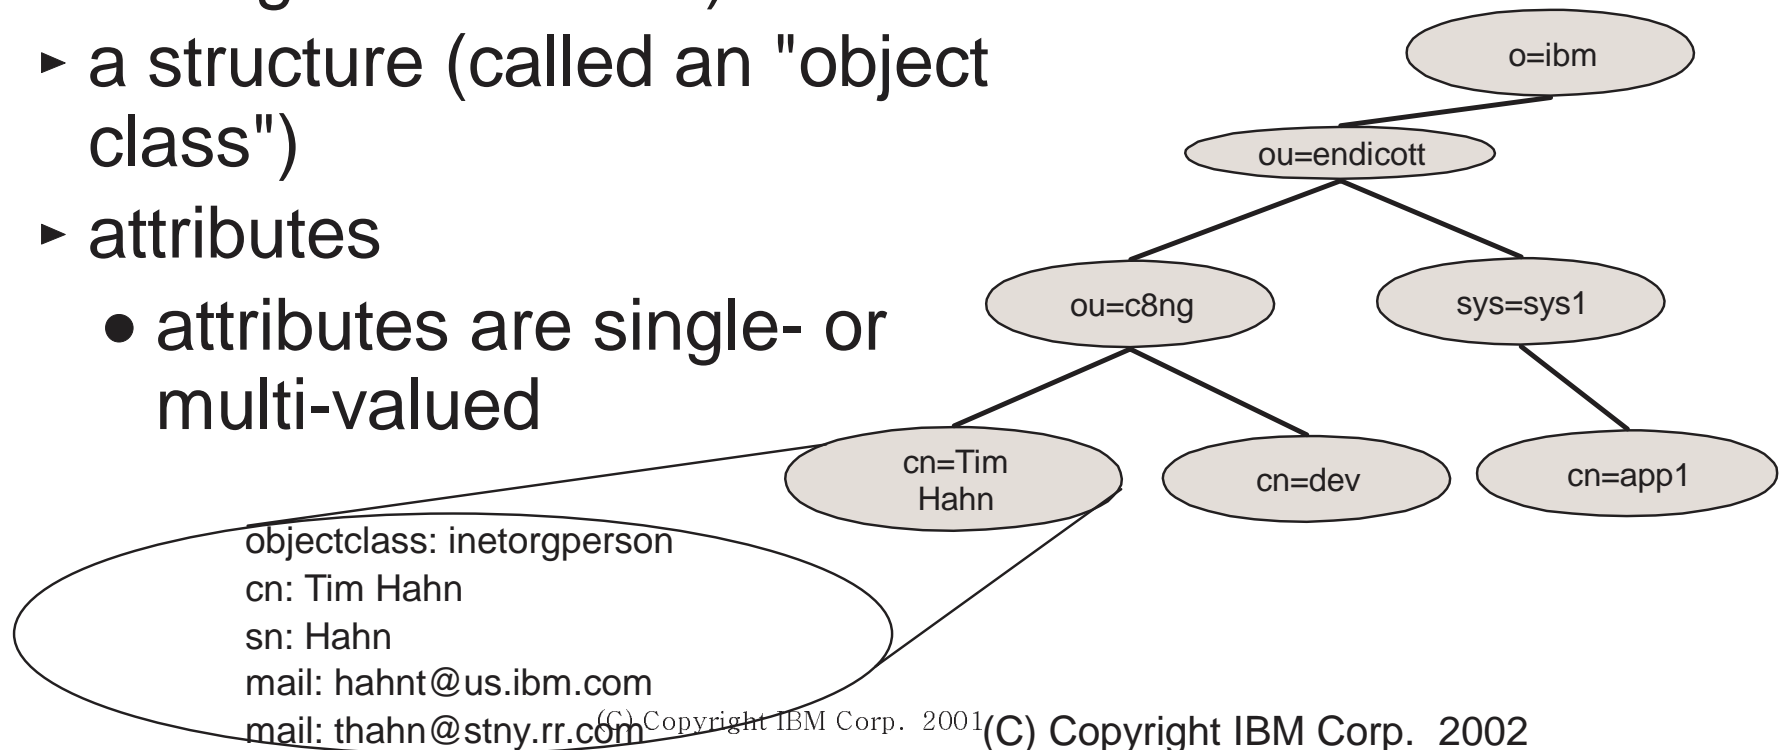 ► a structure (called an "object
class")
► attributes
● attributes are single- or
multi-valued
o=ibm
ou=endicott
ou=c8ng
sys=sys1
cn=Tim
Hahn
cn=dev
cn=app1
objectclass: inetorgperson
cn: Tim Hahn
sn: Hahn
mail: hahnt@us.ibm.com
mail: thahn@stny.rr.com
(C) Copyright IBM Corp. 2001
(C) Copyright IBM Corp. 2002